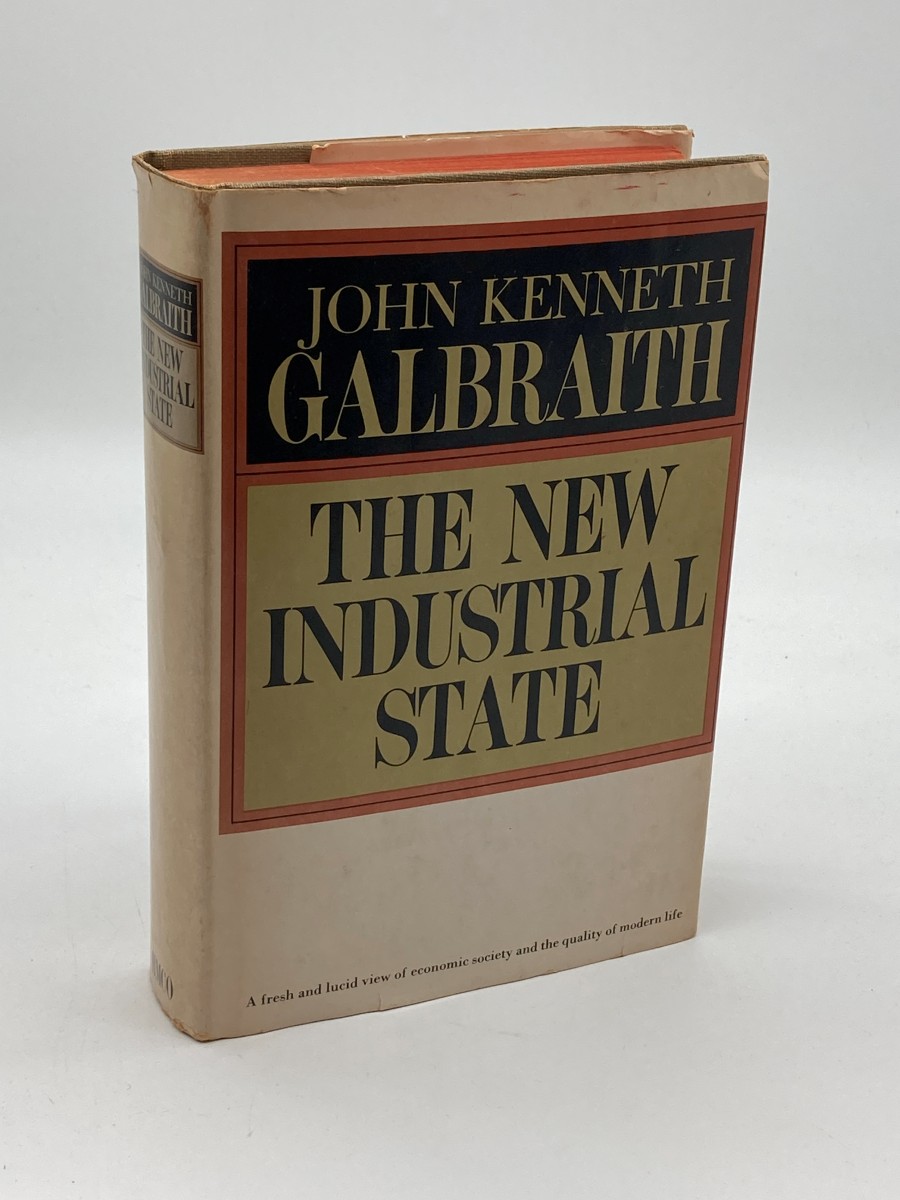 JOHN KENNETH
GALBRAITH
THE NEW
INDUSTRIAL
STATE
A fresh and lucid view of economic society and the quality of modern life
KENNETH
GALBRAITH
THE NEW
INDUSTRIAL
STATE